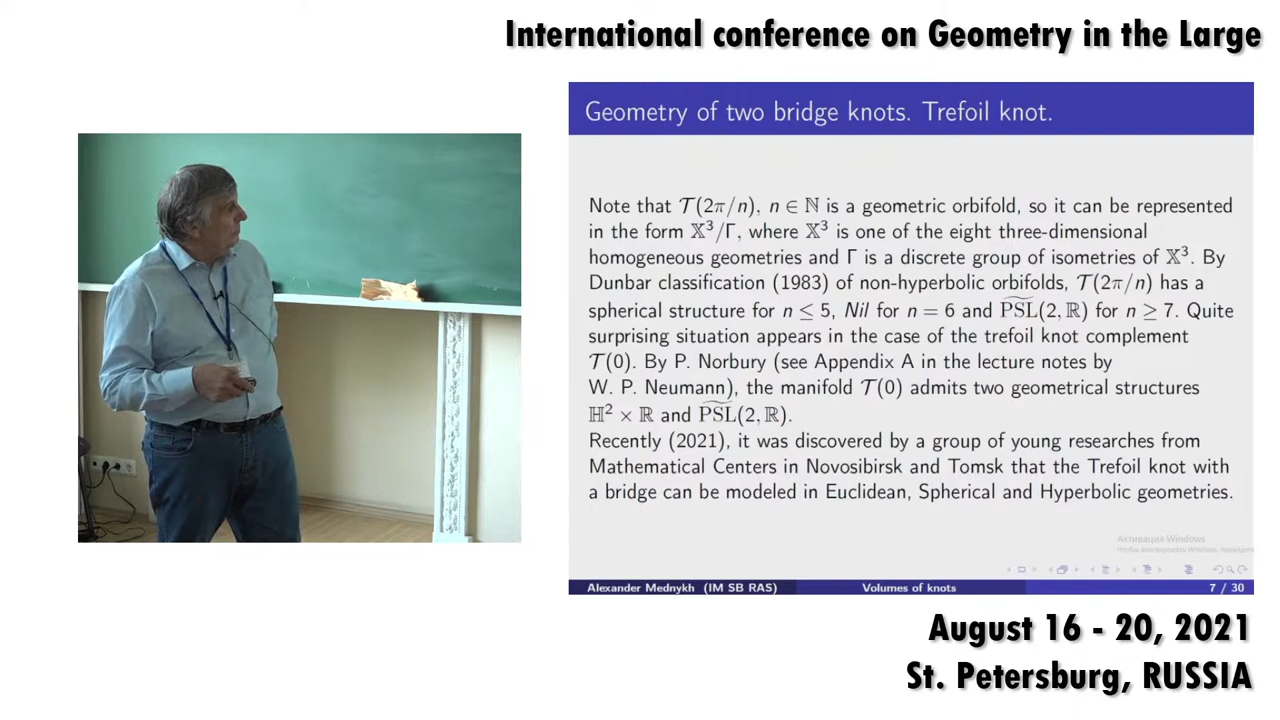 International conference on Geometry in the Large
Geometry of two bridge knots. Trefoil knot.
Note that 𝒯(2π/n), n ∈ ℕ is a geometric orbifold, so it can be represented
in the form 𝕏³/Γ, where 𝕏³ is one of the eight three-dimensional
homogeneous geometries and Γ is a discrete group of isometries of 𝕏³. By
Dunbar classification (1983) of non-hyperbolic orbifolds, 𝒯(2π/n) has a
spherical structure for n ≤ 5, Nil for n = 6 and P͠S͠L(2, ℝ) for n ≥ 7. Quite
surprising situation appears in the case of the trefoil knot complement
𝒯(0). By P. Norbury (see Appendix A in the lecture notes by
W. P. Neumann), the manifold 𝒯(0) admits two geometrical structures
ℍ² × ℝ and P͠S͠L(2, ℝ).
Recently (2021), it was discovered by a group of young researches from
Mathematical Centers in Novosibirsk and Tomsk that the Trefoil knot with
a bridge can be modeled in Euclidean, Spherical and Hyperbolic geometries.
Активация Windows
Чтобы активировать Windows, перейдите
Alexander Mednykh (IM SB RAS) Volumes of knots 7 / 30
August 16 - 20, 2021
St. Petersburg, RUSSIA